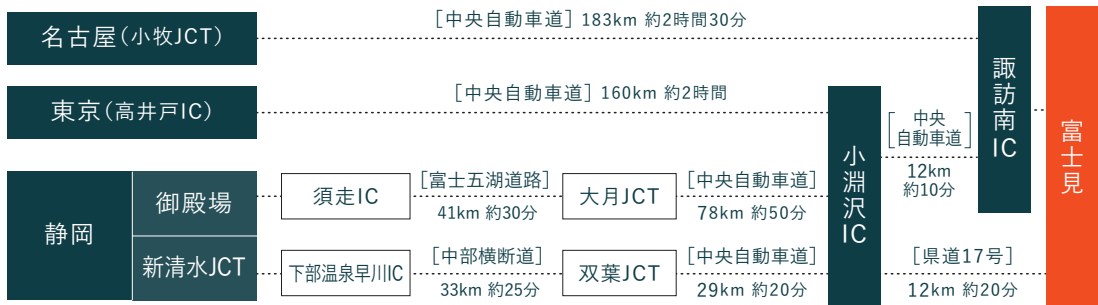 名古屋(小牧JCT)
[中央自動車道] 183km 約2時間30分
東京(高井戸IC)
[中央自動車道] 160km 約2時間
静岡
御殿場
須走IC
[富士五湖道路]
41km 約30分
大月JCT
[中央自動車道]
78km 約50分
新清水JCT
下部温泉早川IC
[中部横断道]
33km 約25分
双葉JCT
[中央自動車道]
29km 約20分
小淵沢IC
[中央
自動車道]
12km
約10分
諏訪南IC
[県道17号]
12km 約20分
富士見